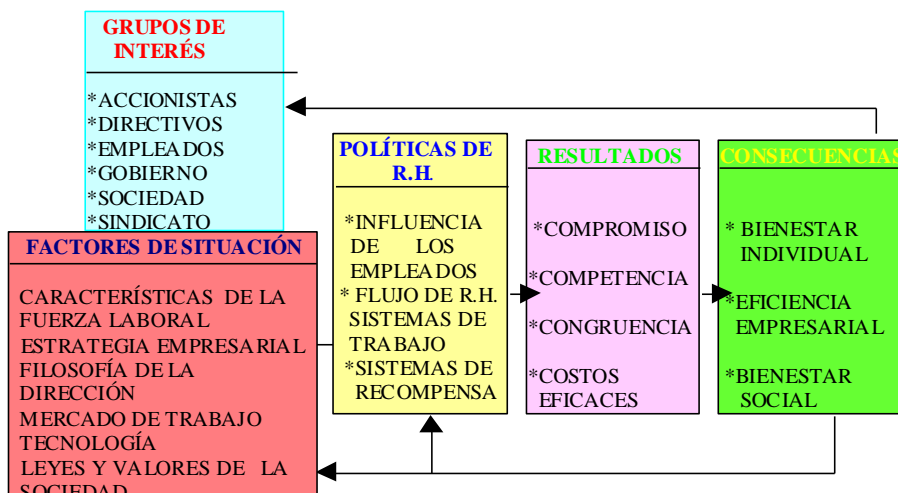 GRUPOS DE
INTERÉS
*ACCIONISTAS
*DIRECTIVOS
*EMPLEADOS
*GOBIERNO
*SOCIEDAD
*SINDICATO
FACTORES DE SITUACIÓN
CARACTERÍSTICAS DE LA
FUERZA LABORAL
ESTRATEGIA EMPRESARIAL
FILOSOFÍA DE LA
DIRECCIÓN
MERCADO DE TRABAJO
TECNOLOGÍA
LEYES Y VALORES DE LA
SOCIEDAD
POLÍTICAS DE
R.H.
*INFLUENCIA
DE LOS
EMPLEADOS
* FLUJO DE R.H.
SISTEMAS DE
TRABAJO
*SISTEMAS DE
RECOMPENSA
RESULTADOS
*COMPROMISO
*COMPETENCIA
*CONGRUENCIA
*COSTOS
EFICACES
CONSECUENCIAS
* BIENESTAR
INDIVIDUAL
*EFICIENCIA
EMPRESARIAL
*BIENESTAR
SOCIAL